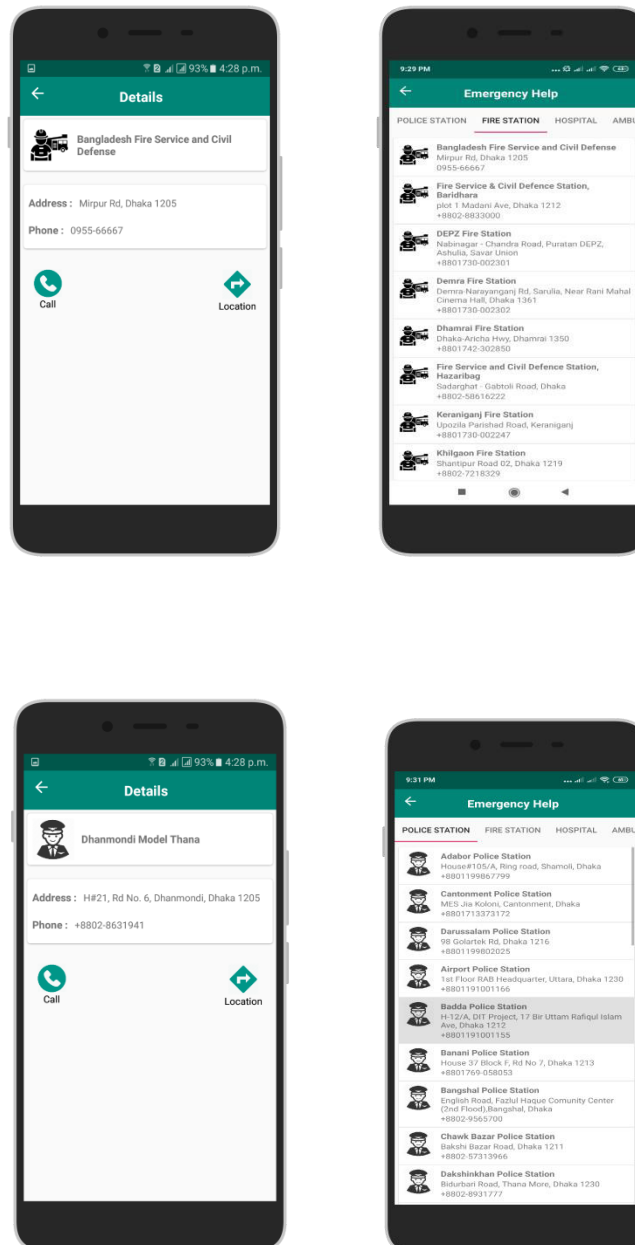 93% 4:28 p.m.
Details
Bangladesh Fire Service and Civil
Defense
Address : Mirpur Rd, Dhaka 1205
Phone : 0955-66667
Call
Location
9:29 PM
Emergency Help
POLICE STATION FIRE STATION HOSPITAL AMBU
Bangladesh Fire Service and Civil Defense
Mirpur Rd, Dhaka 1205
0955-66667
Fire Service & Civil Defence Station,
Baridhara
plot 1 Madani Ave, Dhaka 1212
+8802-8833000
DEPZ Fire Station
Nabinagar - Chandra Road, Puratan DEPZ,
Ashulia, Savar Union
+8801730-002301
Demra Fire Station
Demra-Narayanganj Rd, Sarulia, Near Rani Mahal
Cinema Hall, Dhaka 1361
+8801730-002302
Dhamrai Fire Station
Dhaka-Aricha Hwy, Dhamrai 1350
+8801742-302850
Fire Service and Civil Defence Station,
Hazaribag
Sadarghat - Gabtoli Road, Dhaka
+8802-58616222
Keraniganj Fire Station
Upozila Parishad Road, Keraniganj
+8801730-002247
Khilgaon Fire Station
Shantipur Road 02, Dhaka 1219
+8802-7218329
93% 4:28 p.m.
Details
Dhanmondi Model Thana
Address : H#21, Rd No. 6, Dhanmondi, Dhaka 1205
Phone : +8802-8631941
Call
Location
9:31 PM
Emergency Help
POLICE STATION FIRE STATION HOSPITAL AMBU
Adabor Police Station
House#105/A, Ring road, Shamoli, Dhaka
+8801199867799
Cantonment Police Station
MES Jia Koloni, Cantonment, Dhaka
+8801713373172
Darussalam Police Station
98 Golartek Rd, Dhaka 1216
+8801199802025
Airport Police Station
1st Floor RAB Headquarter, Uttara, Dhaka 1230
+8801191001166
Badda Police Station
H-12/A, DIT Project, 17 Bir Uttam Rafiqul Islam
Ave, Dhaka 1212
+8801191001155
Banani Police Station
House 37 Block F, Rd No 7, Dhaka 1213
+8801769-058053
Bangshal Police Station
English Road, Fazlul Haque Comunity Center
(2nd Flood),Bangshal, Dhaka
+8802-9565700
Chawk Bazar Police Station
Bakshi Bazar Road, Dhaka 1211
+8802-57313966
Dakshinkhan Police Station
Bidurbari Road, Thana More, Dhaka 1230
+8802-8931777